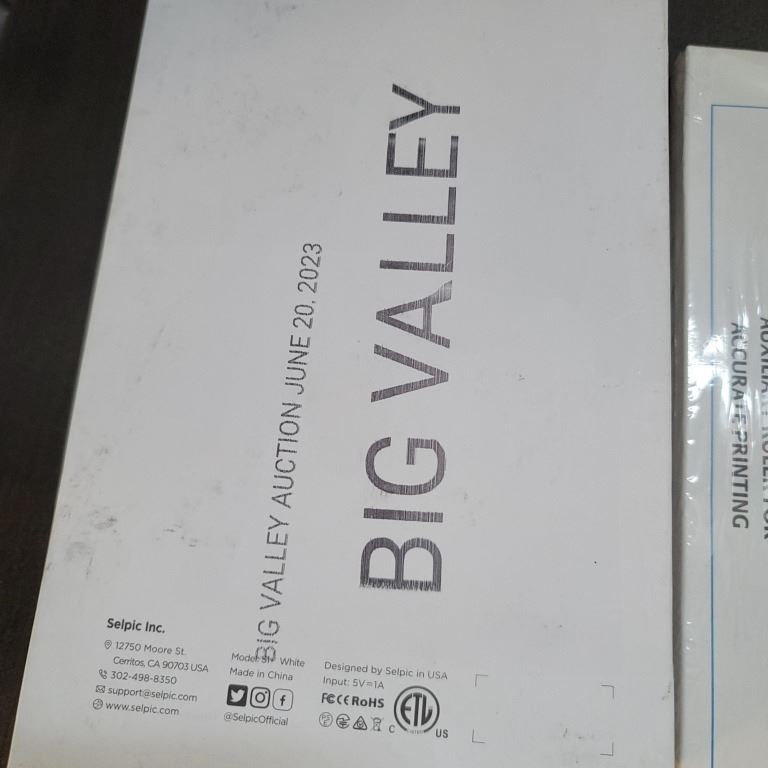 BIG VALLEY AUCTION JUNE 20, 2023
BIG VALLEY
Selpic Inc.
12750 Moore St.
Cerritos, CA 90703 USA
302-498-8350
support@selpic.com
www.selpic.com
Model: White
Made in China
@SelpicOfficial
Designed by Selpic in USA
Input: 5V=1A
FC CE RoHS
C ETL US
FOR
ACCURATE PRINTING